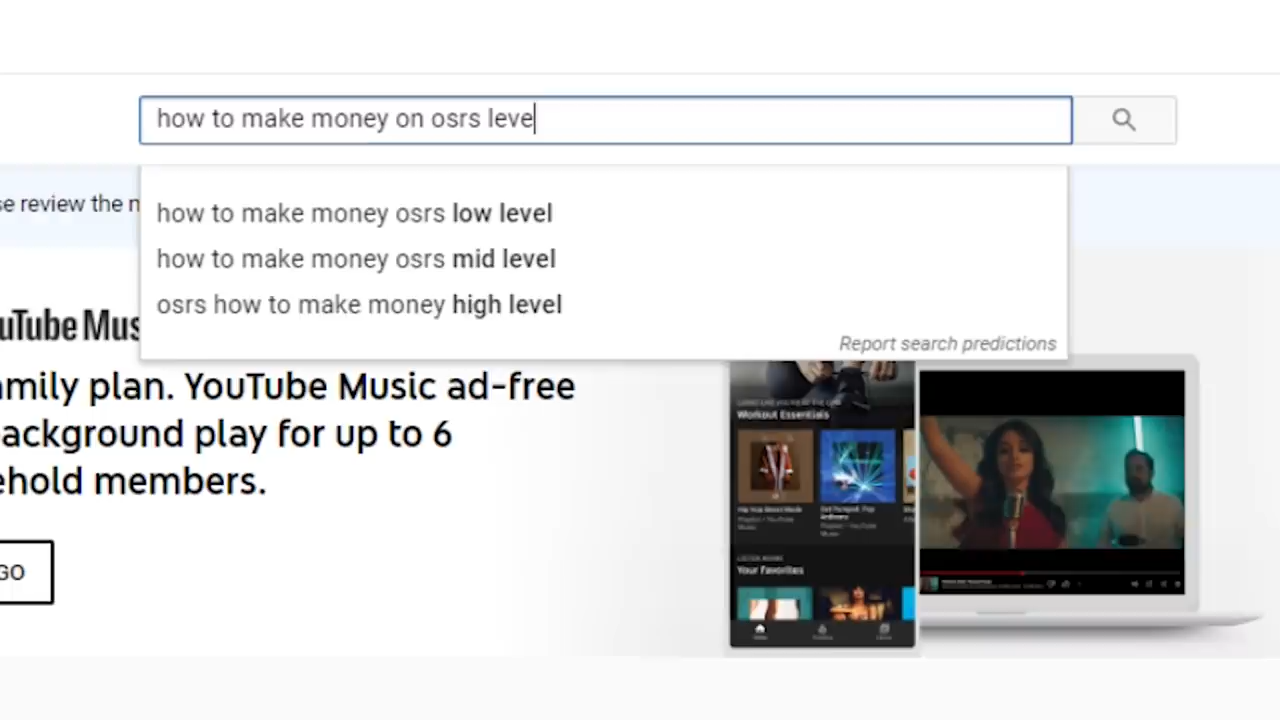 how to make money on osrs leve
se review the n
how to make money osrs low level
how to make money osrs mid level
osrs how to make money high level
Report search predictions
uTube Mus
amily plan. YouTube Music ad-free
background play for up to 6
ehold members.
GO
Workout Essentials
Your Favorites